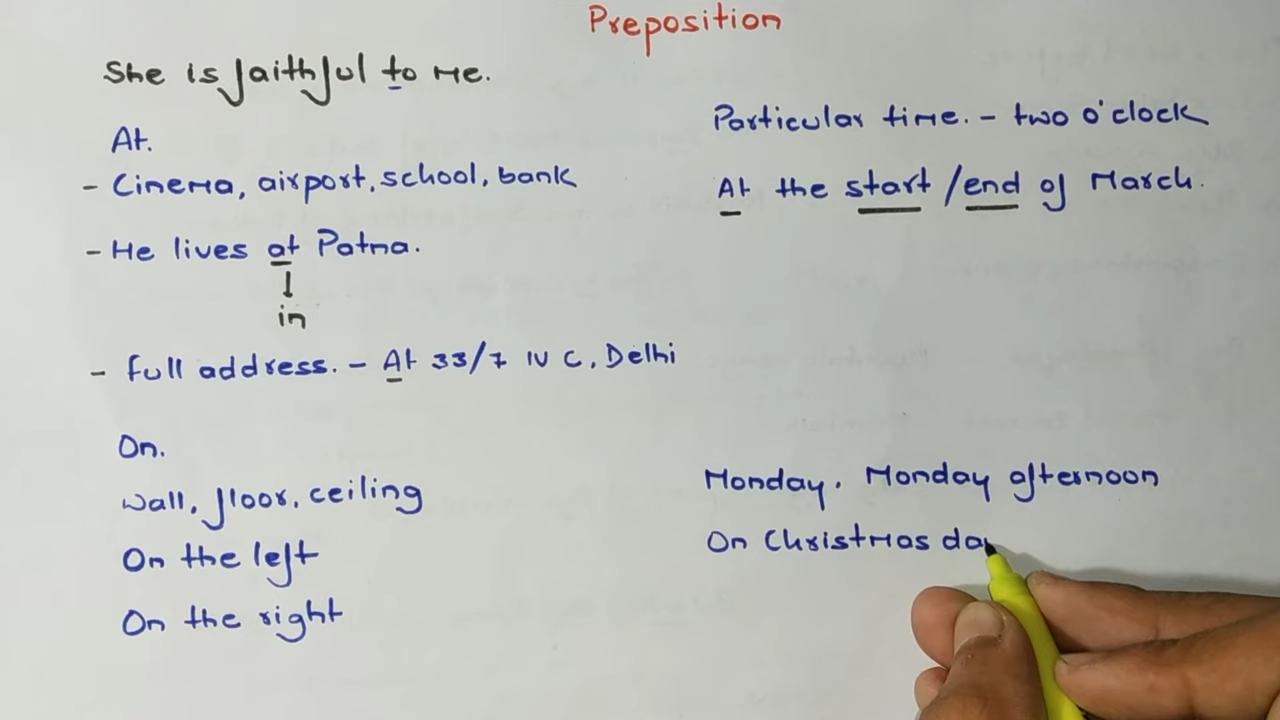 Preposition
She is faithful to me.
At.
- Cinema, airport, school, bank
- He lives at Patna.
↓
in
- full address. - At 33/7 IV C, Delhi
Particular time. - two o'clock
At the start / end of March.
On.
Wall, floor, ceiling
On the left
On the right
Monday. Monday afternoon
On Christmas da